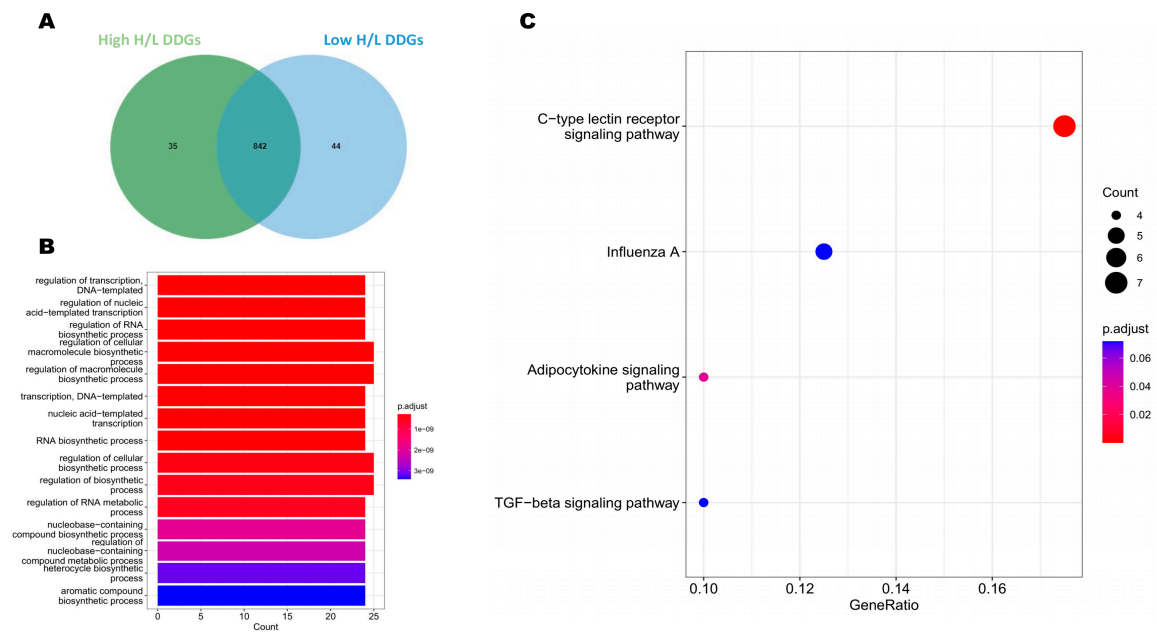 A
High H/L DDGs
Low H/L DDGs
35
842
44
B
regulation of transcription,
DNA−templated
regulation of nucleic
acid−templated transcription
regulation of RNA
biosynthetic process
regulation of cellular
macromolecule biosynthetic
process
regulation of macromolecule
biosynthetic process
transcription, DNA−templated
nucleic acid−templated
transcription
RNA biosynthetic process
regulation of cellular
biosynthetic process
regulation of biosynthetic
process
regulation of RNA metabolic
process
nucleobase−containing
compound biosynthetic process
regulation of
nucleobase−containing
compound metabolic process
heterocycle biosynthetic
process
aromatic compound
biosynthetic process
0 5 10 15 20 25
Count
p.adjust
1e−09
2e−09
3e−09
C
C−type lectin receptor
signaling pathway
Influenza A
Adipocytokine signaling
pathway
TGF−beta signaling pathway
0.10 0.12 0.14 0.16
GeneRatio
Count
4
5
6
7
p.adjust
0.06
0.04
0.02